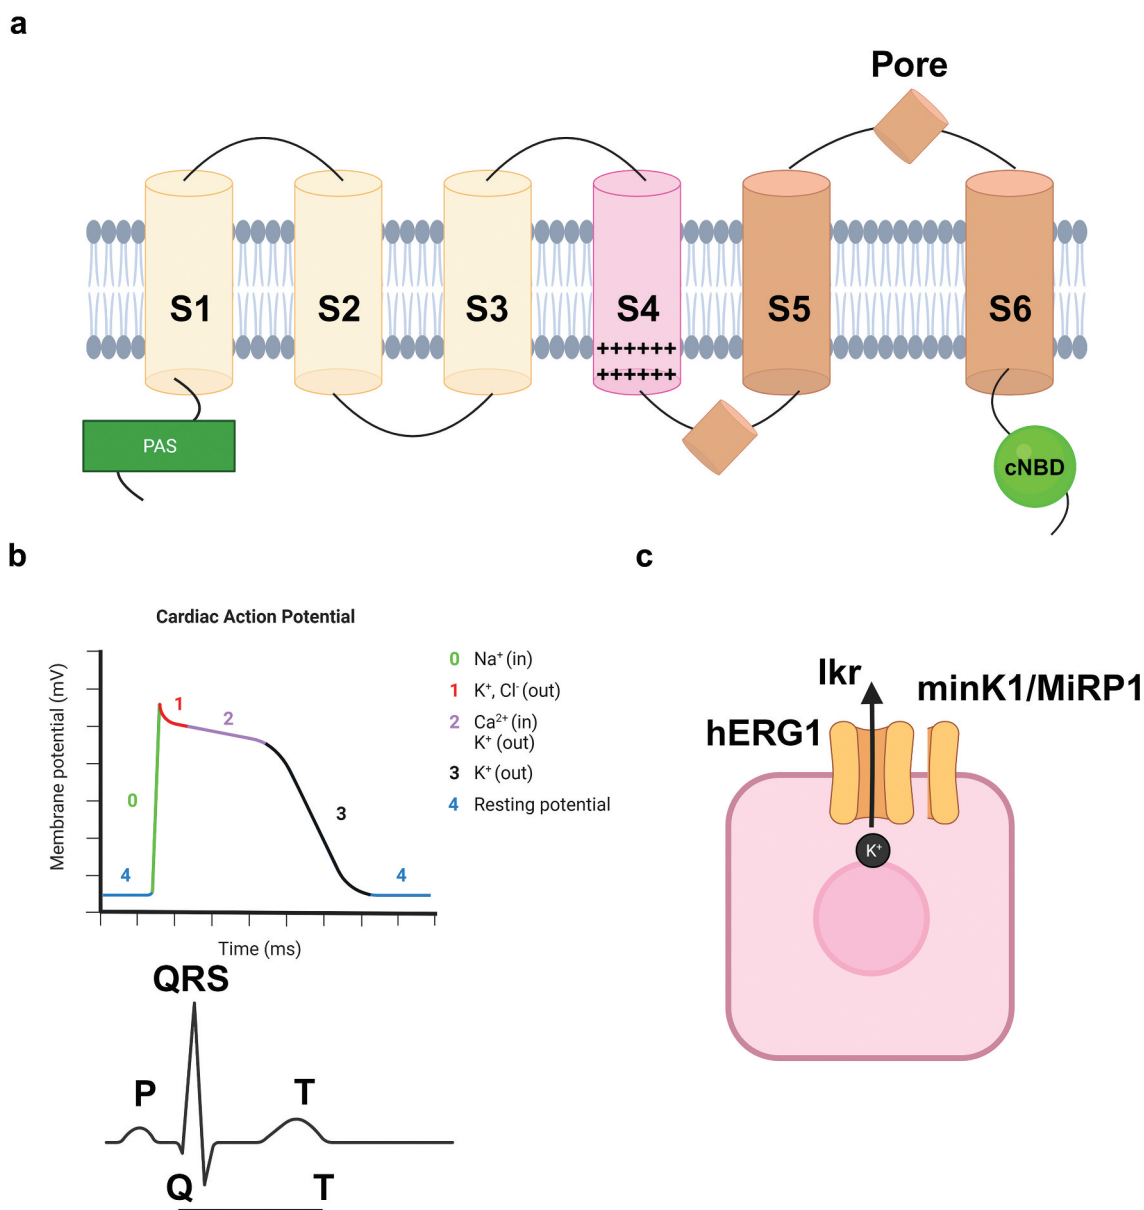 a
Pore
S1
S2
S3
S4
S5
S6
++++++
++++++
PAS
cNBD
b
Cardiac Action Potential
Membrane potential (mV)
0
1
2
3
4
4
Time (ms)
0 Na⁺ (in)
1 K⁺, Cl⁻ (out)
2 Ca²⁺ (in)
K⁺ (out)
3 K⁺ (out)
4 Resting potential
QRS
P
T
Q
T
c
Ikr
minK1/MiRP1
hERG1
K⁺